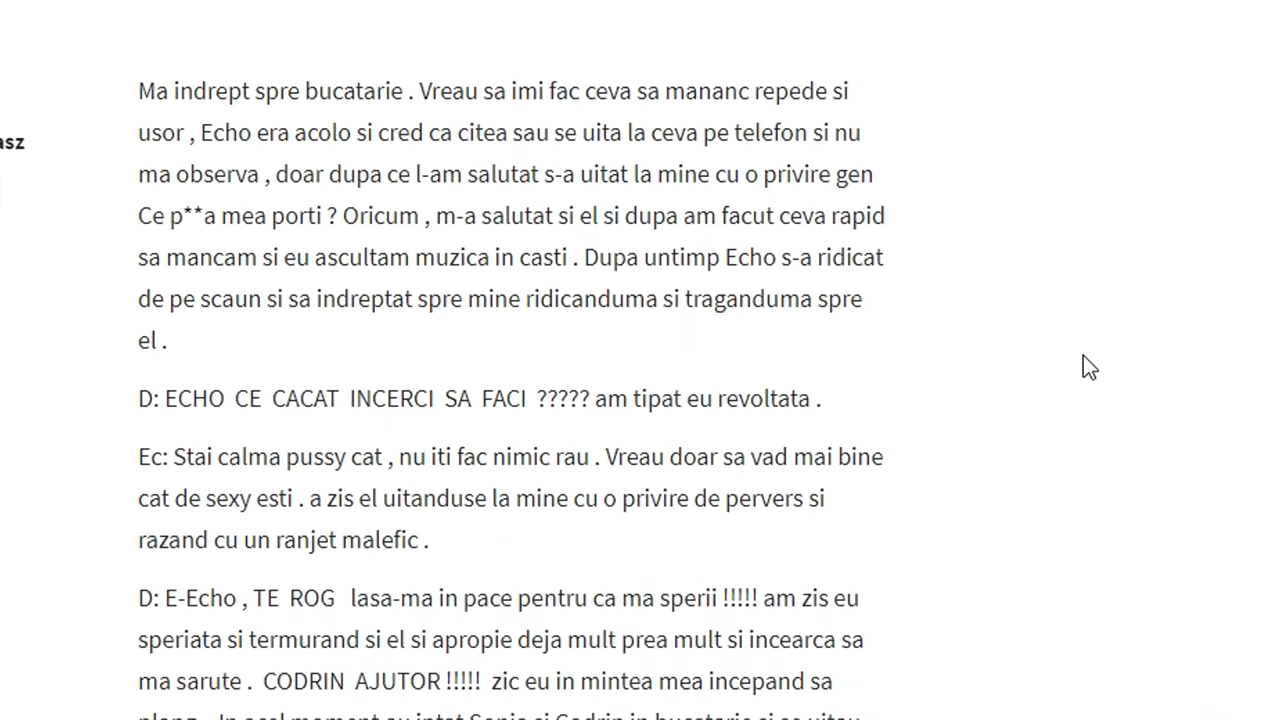 Ma indrept spre bucatarie . Vreau sa imi fac ceva sa mananc repede si
usor , Echo era acolo si cred ca citea sau se uita la ceva pe telefon si nu
asz
ma observa , doar dupa ce l-am salutat s-a uitat la mine cu o privire gen
Ce p**a mea porti ? Oricum , m-a salutat si el si dupa am facut ceva rapid
sa mancam si eu ascultam muzica in casti . Dupa untimp Echo s-a ridicat
de pe scaun si sa indreptat spre mine ridicanduma si traganduma spre
el .
D: ECHO CE CACAT INCERCI SA FACI ????? am tipat eu revoltata .
Ec: Stai calma pussy cat , nu iti fac nimic rau . Vreau doar sa vad mai bine
cat de sexy esti . a zis el uitanduse la mine cu o privire de pervers si
razand cu un ranjet malefic .
D: E-Echo , TE ROG lasa-ma in pace pentru ca ma sperii !!!!! am zis eu
speriata si termurand si el si apropie deja mult prea mult si incearca sa
ma sarute . CODRIN AJUTOR !!!!! zic eu in mintea mea incepand sa